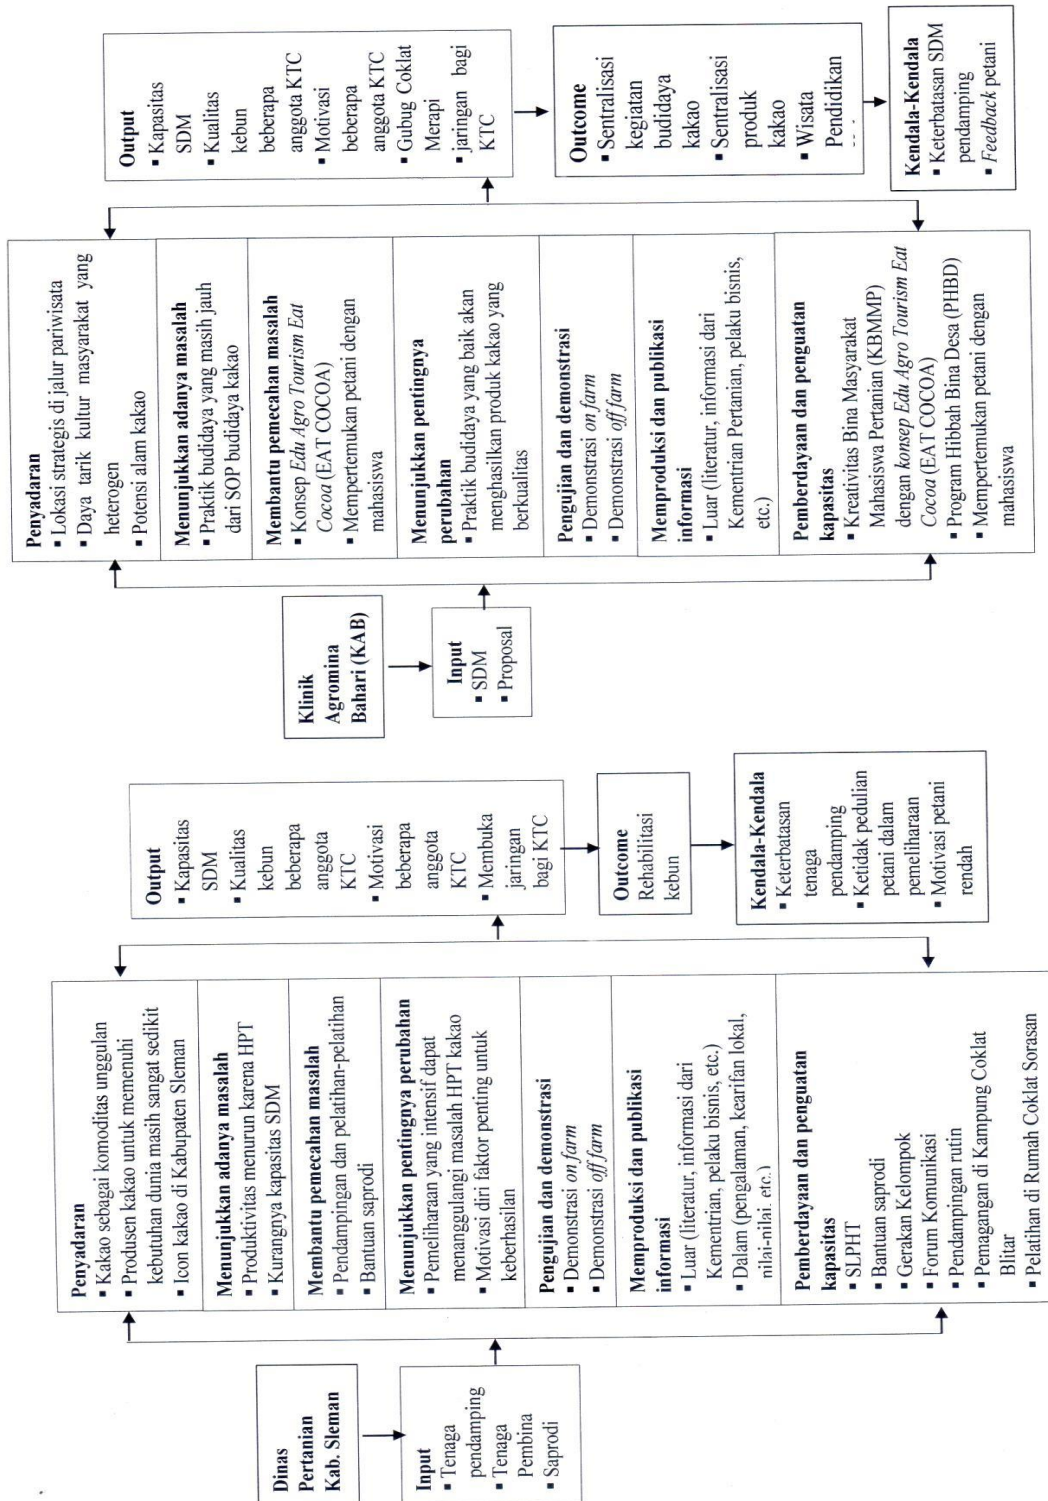 Dinas
Pertanian
Kab. Sleman
Input
▪ Tenaga
pendamping
▪ Tenaga
Pembina
▪ Saprodi
Penyadaran
▪ Kakao sebagai komoditas unggulan
▪ Produsen kakao untuk memenuhi
kebutuhan dunia masih sangat sedikit
▪ Icon kakao di Kabupaten Sleman
Menunjukkan adanya masalah
▪ Produktivitas menurun karena HPT
▪ Kurangnya kapasitas SDM
Membantu pemecahan masalah
▪ Pendampingan dan pelatihan-pelatihan
▪ Bantuan saprodi
Menunjukkan pentingnya perubahan
▪ Pemeliharaan yang intensif dapat
menanggulangi masalah HPT kakao
▪ Motivasi diri faktor penting untuk
keberhasilan
Pengujian dan demonstrasi
▪ Demonstrasi on farm
▪ Demonstrasi off farm
Memproduksi dan publikasi
informasi
▪ Luar (literatur, informasi dari
Kementrian, pelaku bisnis, etc.)
▪ Dalam (pengalaman, kearifan lokal,
nilai-nilai. etc.)
Pemberdayaan dan penguatan
kapasitas
▪ SLPHT
▪ Bantuan saprodi
▪ Gerakan Kelompok
▪ Forum Komunikasi
▪ Pendampingan rutin
▪ Pemagangan di Kampung Coklat
Blitar
▪ Pelatihan di Rumah Coklat Sorasan
Output
▪ Kapasitas
SDM
▪ Kualitas
kebun
beberapa
anggota
KTC
▪ Motivasi
beberapa
anggota
KTC
▪ Membuka
jaringan
bagi KTC
Outcome
Rehabilitasi
kebun
Kendala-Kendala
▪ Keterbatasan
tenaga
pendamping
▪ Ketidak pedulian
petani dalam
pemeliharaan
▪ Motivasi petani
rendah
Klinik
Agromina
Bahari (KAB)
Input
▪ SDM
▪ Proposal
Penyadaran
▪ Lokasi strategis di jalur pariwisata
▪ Daya tarik kultur masyarakat yang
heterogen
▪ Potensi alam kakao
Menunjukkan adanya masalah
▪ Praktik budidaya yang masih jauh
dari SOP budidaya kakao
Membantu pemecahan masalah
▪ Konsep Edu Agro Tourism Eat
Cocoa (EAT COCOA)
▪ Mempertemukan petani dengan
mahasiswa
Menunjukkan pentingnya
perubahan
▪ Praktik budidaya yang baik akan
menghasilkan produk kakao yang
berkualitas
Pengujian dan demonstrasi
▪ Demonstrasi on farm
▪ Demonstrasi off farm
Memproduksi dan publikasi
informasi
▪ Luar (literatur, informasi dari
Kementrian Pertanian, pelaku bisnis,
etc.)
Pemberdayaan dan penguatan
kapasitas
▪ Kreativitas Bina Masyarakat
Mahasiswa Pertanian (KBMMP)
dengan konsep Edu Agro Tourism Eat
Cocoa (EAT COCOA)
▪ Program Hibbah Bina Desa (PHBD)
▪ Mempertemukan petani dengan
mahasiswa
Output
▪ Kapasitas
SDM
▪ Kualitas
kebun
beberapa
anggota KTC
▪ Motivasi
beberapa
anggota KTC
▪ Gubug Coklat
Merapi
▪ jaringan bagi
KTC
Outcome
▪ Sentralisasi
kegiatan
budidaya
kakao
▪ Sentralisasi
produk
kakao
▪ Wisata
Pendidikan
Kendala-Kendala
▪ Keterbatasan SDM
pendamping
▪ Feedback petani